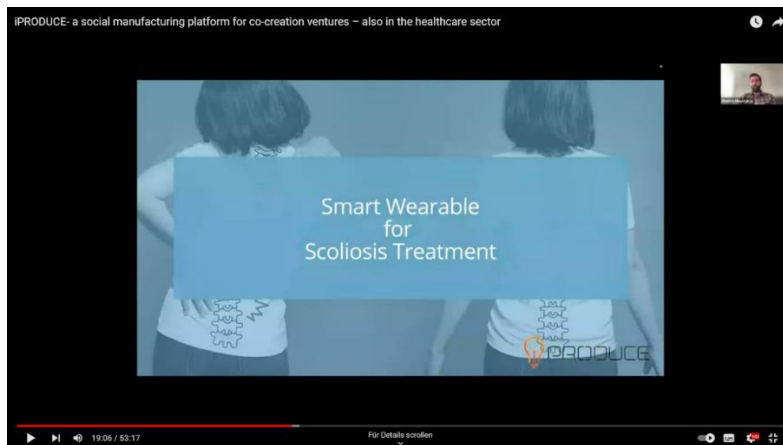 iPRODUCE- a social manufacturing platform for co-creation ventures – also in the healthcare sector
Smart Wearable
for
Scoliosis Treatment
PRODUCE
19:06 / 53:17
Für Details scrollen